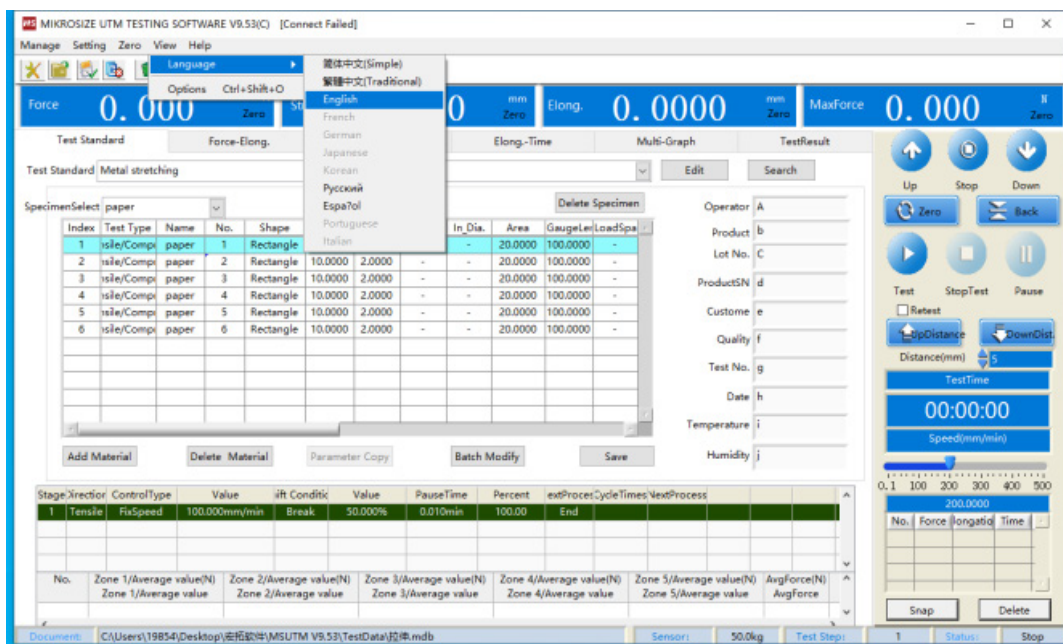 MIKROSIZE UTM TESTING SOFTWARE V9.53(C) [Connect Failed]
Manage Setting Zero View Help
Language
Options Ctrl+Shift+O
简体中文(Simple)
繁體中文(Traditional)
English
French
German
Japanese
Korean
Русский
Espa?ol
Portuguese
Italian
Force 0.000 Zero 0 mm Zero Elong. 0.0000 mm Zero MaxForce 0.000 N Zero
Test Standard Force-Elong. Elong.-Time Multi-Graph TestResult
Test Standard Metal stretching Edit Search
SpecimenSelect paper Delete Specimen
Index Test Type Name No. Shape In_Dia. Area GaugeLe LoadSpa
1 sile/Compr paper 1 Rectangle - 20.0000 100.0000 -
2 sile/Compr paper 2 Rectangle 10.0000 2.0000 - - 20.0000 100.0000 -
3 sile/Compr paper 3 Rectangle 10.0000 2.0000 - - 20.0000 100.0000 -
4 sile/Compr paper 4 Rectangle 10.0000 2.0000 - - 20.0000 100.0000 -
5 sile/Compr paper 5 Rectangle 10.0000 2.0000 - - 20.0000 100.0000 -
6 sile/Compr paper 6 Rectangle 10.0000 2.0000 - - 20.0000 100.0000 -
Add Material Delete Material Parameter Copy Batch Modify Save
Operator A
Product b
Lot No. C
ProductSN d
Custome e
Quality f
Test No. g
Date h
Temperature i
Humidity j
Up Stop Down
Zero Back
Test StopTest Pause
Retest
UpDistance DownDist.
Distance(mm) 5
TestTime
00:00:00
Speed(mm/min)
0.1 100 200 300 400 500
200.0000
No. Force longatio Time
Snap Delete
Stage Direction ControlType Value ift Conditic Value PauseTime Percent extProces CycleTimes NextProcess
1 Tensile FixSpeed 100.000mm/min Break 50.000% 0.010min 100.00 End
No. Zone 1/Average value(N) Zone 2/Average value(N) Zone 3/Average value(N) Zone 4/Average value(N) Zone 5/Average value(N) AvgForce(N)
Zone 1/Average value Zone 2/Average value Zone 3/Average value Zone 4/Average value Zone 5/Average value AvgForce
Document: C:\Users\19854\Desktop\宏拓软件\MSUTM V9.53\TestData\拉伸.mdb Sensor: 50.0kg Test Step: 1 Status: Stop